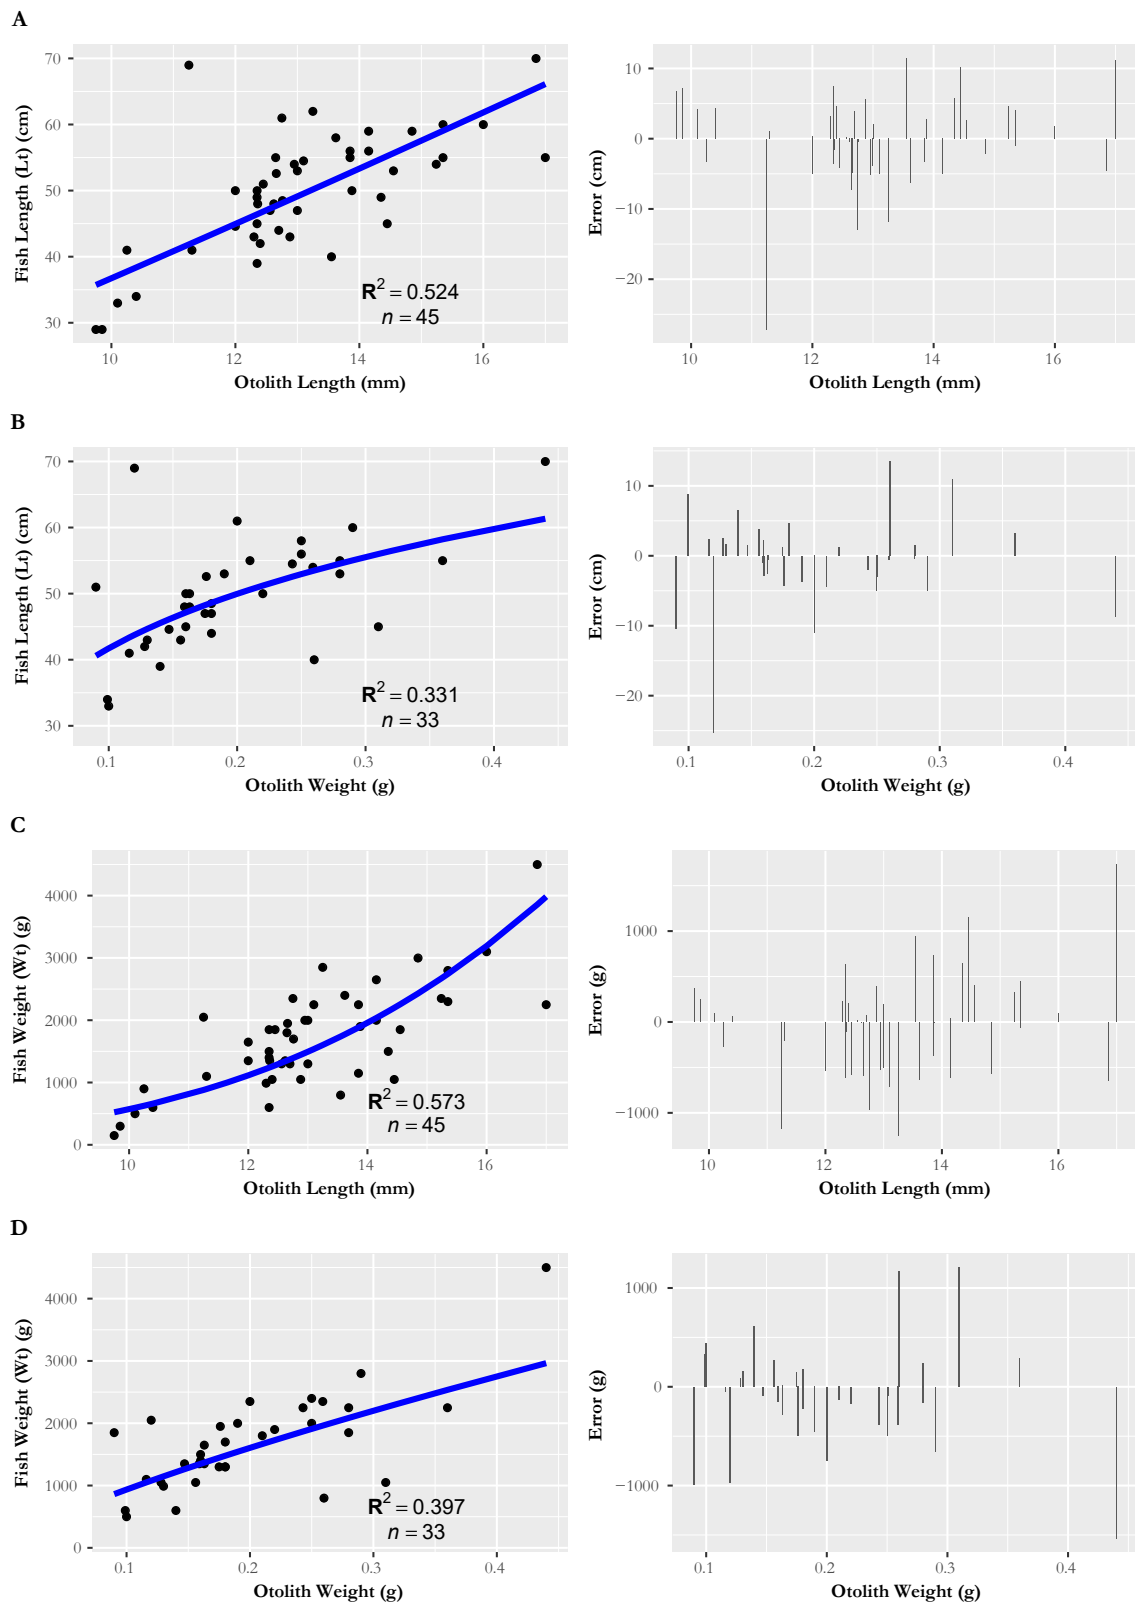 A
70
60
50
40
30
Fish Length (Lt) (cm)
R² = 0.524
n = 45
10 12 14 16
Otolith Length (mm)
10
0
−10
−20
Error (cm)
10 12 14 16
Otolith Length (mm)
B
70
60
50
40
30
Fish Length (Lt) (cm)
R² = 0.331
n = 33
0.1 0.2 0.3 0.4
Otolith Weight (g)
10
0
−10
−20
Error (cm)
0.1 0.2 0.3 0.4
Otolith Weight (g)
C
4000
3000
2000
1000
0
Fish Weight (Wt) (g)
R² = 0.573
n = 45
10 12 14 16
Otolith Length (mm)
1000
0
−1000
Error (g)
10 12 14 16
Otolith Length (mm)
D
4000
3000
2000
1000
0
Fish Weight (Wt) (g)
R² = 0.397
n = 33
0.1 0.2 0.3 0.4
Otolith Weight (g)
1000
0
−1000
Error (g)
0.1 0.2 0.3 0.4
Otolith Weight (g)